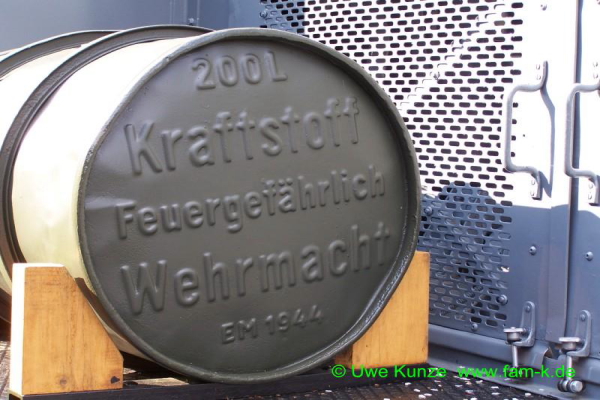 200L
Kraftstoff
Feuergefährlich
Wehrmacht
EM 1944
© Uwe Kunze www.fam-k.de